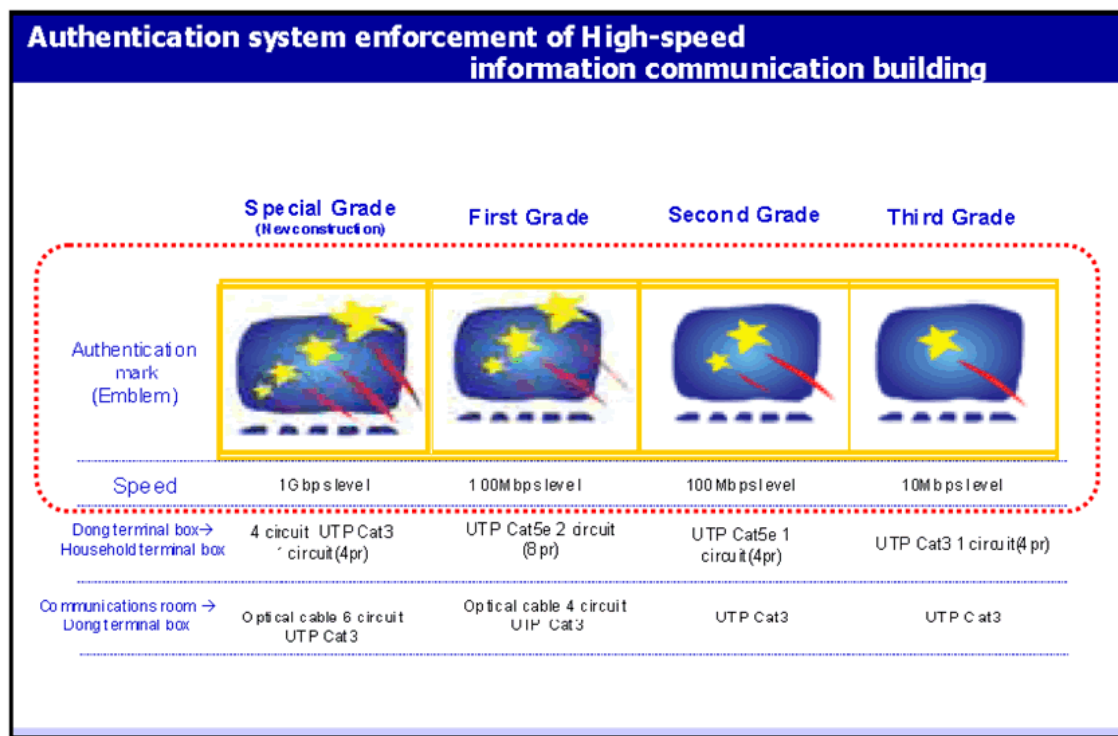 Authentication system enforcement of High-speed
information communication building
Special Grade
(New construction)
First Grade
Second Grade
Third Grade
Authentication
mark
(Emblem)
Speed
1Gbps level
100Mbps level
100Mbps level
10Mbps level
Dong terminal box→
Household terminal box
4 circuit UTP Cat3
circuit(4pr)
UTP Cat5e 2 circuit
(8pr)
UTP Cat5e 1
circuit(4pr)
UTP Cat3 1 circuit(4pr)
Communications room →
Dong terminal box
Optical cable 6 circuit
UTP Cat3
Optical cable 4 circuit
UTP Cat3
UTP Cat3
UTP Cat3